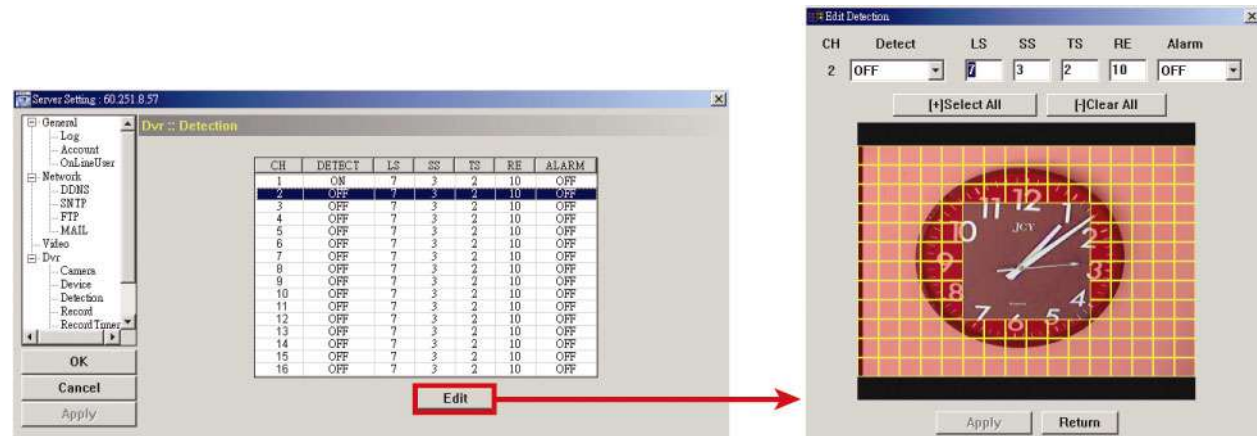 Server Setting : 60.251.8.57
General
Log
Account
OnLineUser
Network
DDNS
SNTP
FTP
MAIL
Video
Dvr
Camera
Device
Detection
Record
Record Timer
OK
Cancel
Apply
Dvr :: Detection
CH DETECT LS SS TS RE ALARM
1 ON 7 3 2 10 OFF
2 OFF 7 3 2 10 OFF
3 OFF 7 3 2 10 OFF
4 OFF 7 3 2 10 OFF
5 OFF 7 3 2 10 OFF
6 OFF 7 3 2 10 OFF
7 OFF 7 3 2 10 OFF
8 OFF 7 3 2 10 OFF
9 OFF 7 3 2 10 OFF
10 OFF 7 3 2 10 OFF
11 OFF 7 3 2 10 OFF
12 OFF 7 3 2 10 OFF
13 OFF 7 3 2 10 OFF
14 OFF 7 3 2 10 OFF
15 OFF 7 3 2 10 OFF
16 OFF 7 3 2 10 OFF
Edit
Edit Detection
CH Detect LS SS TS RE Alarm
2 OFF 7 3 2 10 OFF
[+]Select All [-]Clear All
11 12 1
10 JCY 2
9 3
8 4
7 6 5
Apply Return